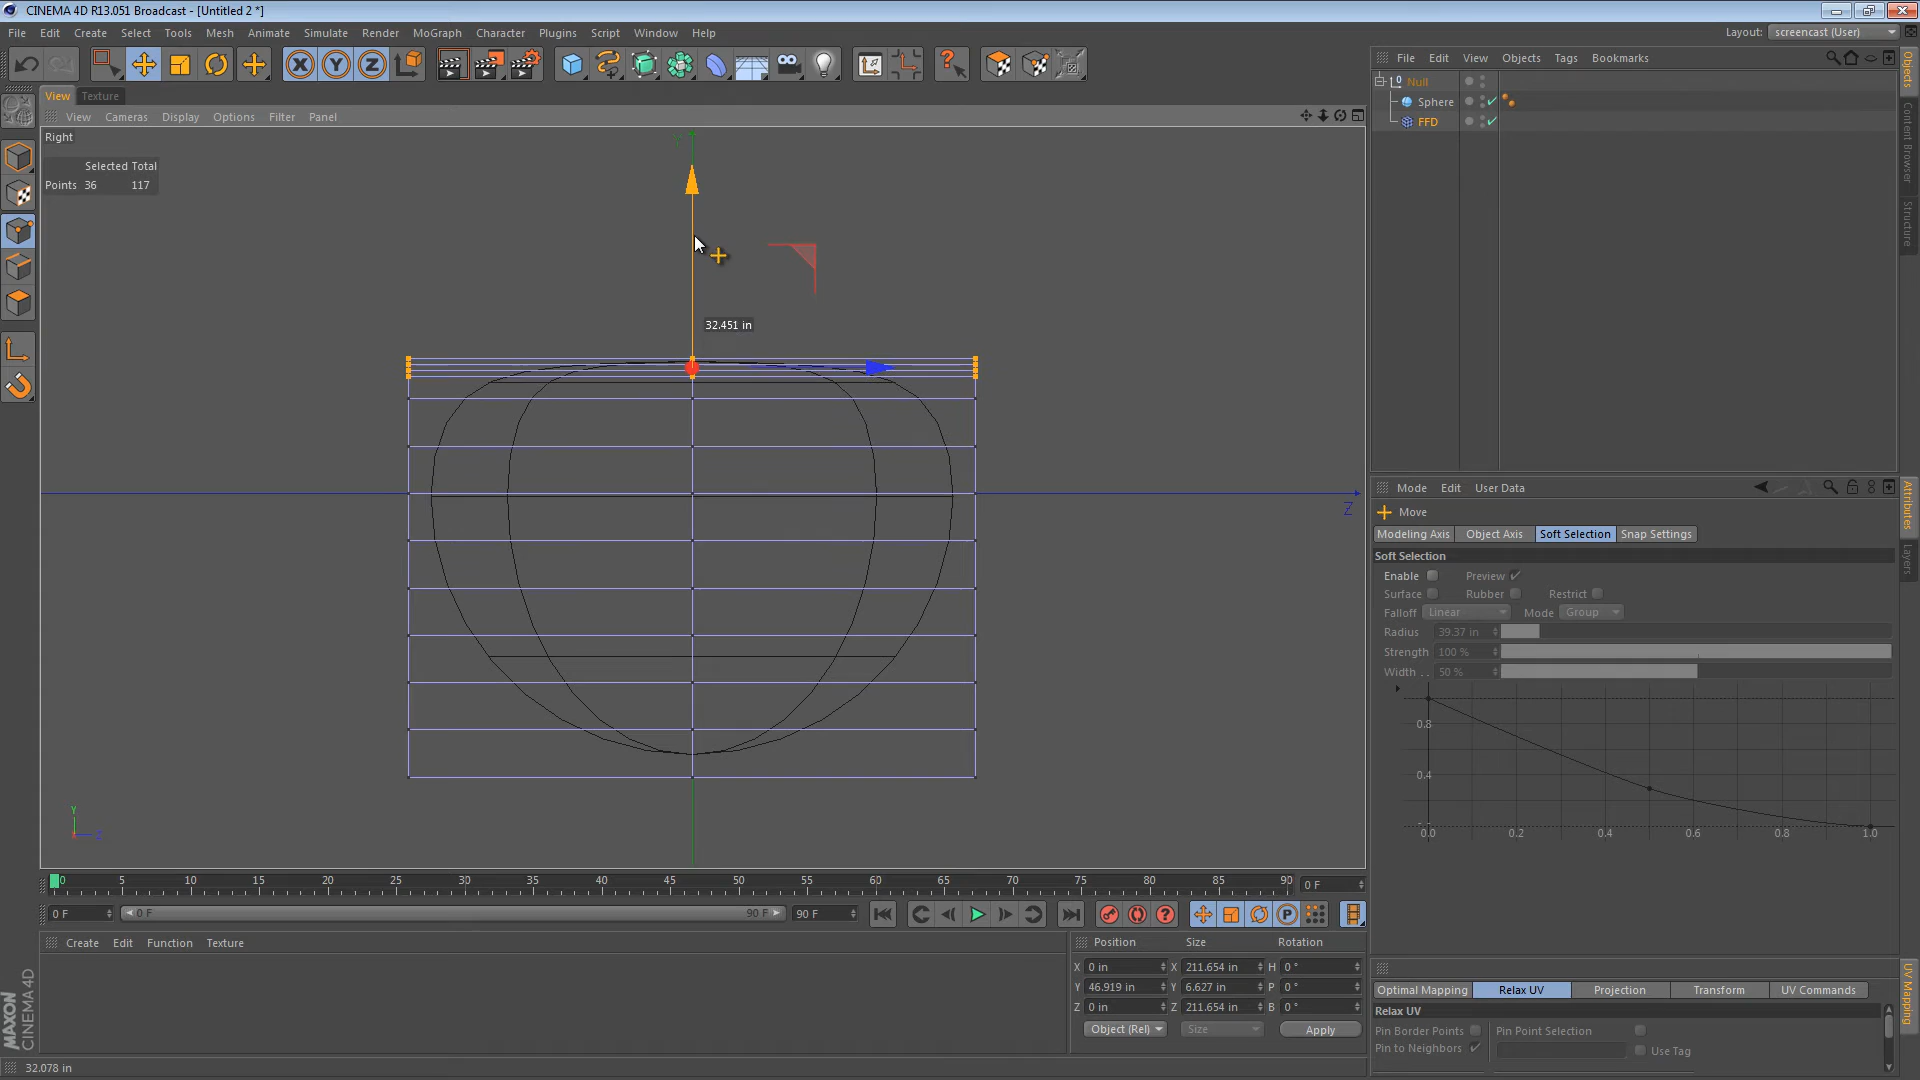 CINEMA 4D R13.051 Broadcast - [Untitled 2 *]
File Edit Create Select Tools Mesh Animate Simulate Render MoGraph Character Plugins Script Window Help
Layout: screencast (User)
View Texture
View Cameras Display Options Filter Panel
Right
Selected Total
Points 36 117
32.451 in
Z
Y
Z
File Edit View Objects Tags Bookmarks
Null
Sphere
FFD
Objects
Content Browser
Structure
Mode Edit User Data
Move
Modeling Axis Object Axis Soft Selection Snap Settings
Soft Selection
Enable Preview
Surface Rubber Restrict
Falloff Linear Mode Group
Radius 39.37 in
Strength 100 %
Width . . 50 %
0.8
0.4
0.0 0.2 0.4 0.6 0.8 1.0
Attributes
Layers
0 5 10 15 20 25 30 35 40 45 50 55 60 65 70 75 80 85 90 0 F
0 F 0 F 90 F 90 F
Create Edit Function Texture
Position Size Rotation
X 0 in X 211.654 in H 0 °
Y 46.919 in Y 6.627 in P 0 °
Z 0 in Z 211.654 in B 0 °
Object (Rel) Size Apply
Optimal Mapping Relax UV Projection Transform UV Commands
Relax UV
Pin Border Points Pin Point Selection
Pin to Neighbors Use Tag
UV Mapping
MAXON
CINEMA 4D
32.078 in